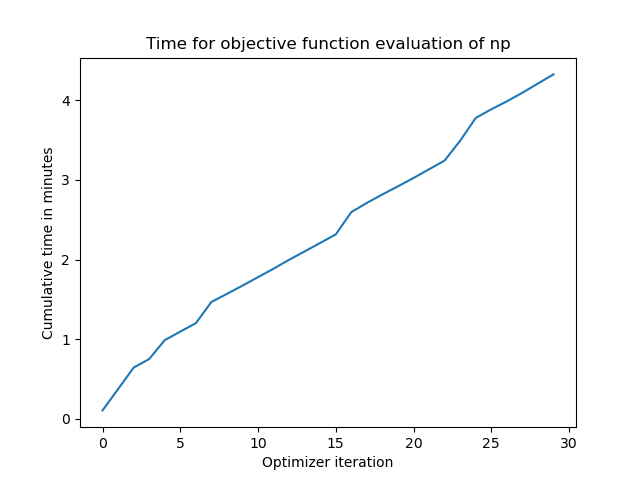 Time for objective function evaluation of np
4
3
2
1
0
Cumulative time in minutes
0 5 10 15 20 25 30
Optimizer iteration